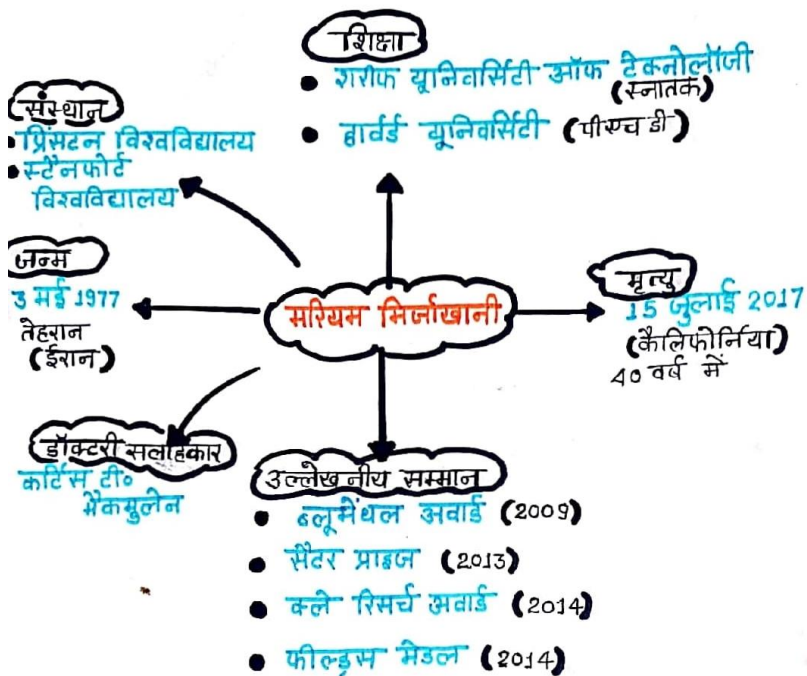 शिक्षा
• शरीफ यूनिवर्सिटी ऑफ टेक्नोलॉजी
(स्नातक)
• हार्वर्ड यूनिवर्सिटी (पीएच डी)
संस्थान
• प्रिंसटन विश्वविद्यालय
• स्टैनफोर्ट
विश्वविद्यालय
जन्म
3 मई 1977
तेहरान
(ईरान)
मरियम मिर्जाखानी
मृत्यु
15 जुलाई 2017
(कैलिफोर्निया)
40 वर्ष में
डॉक्टरी सलाहकार
कर्टिस टी०
मैकमुलेन
उल्लेखनीय सम्मान
• ब्लूमेंथल अवार्ड (2009)
• सैटर प्राइज (2013)
• क्ले रिसर्च अवार्ड (2014)
• फील्ड्स मेडल (2014)